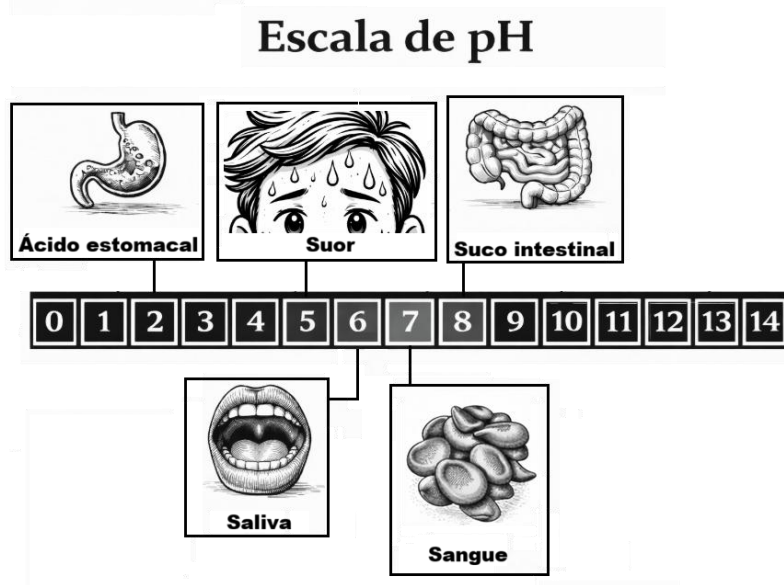 Escala de pH
Ácido estomacal
Suor
Suco intestinal
0 1 2 3 4 5 6 7 8 9 10 11 12 13 14
Saliva
Sangue